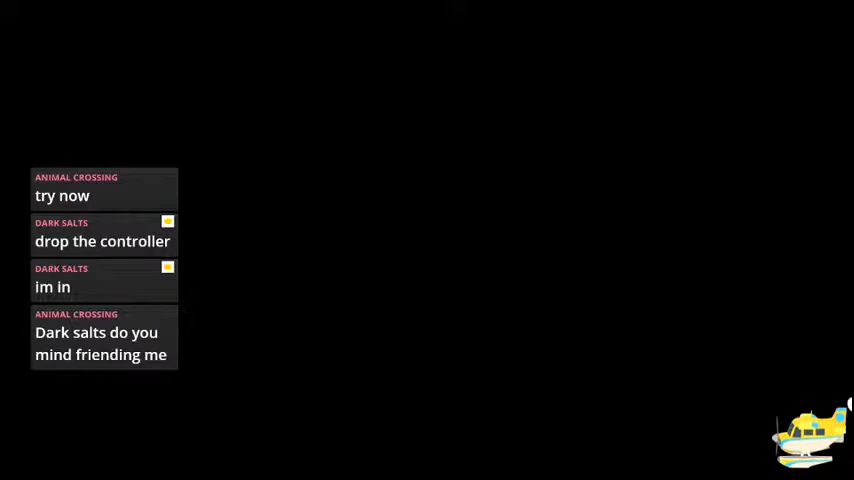 ANIMAL CROSSING
try now
DARK SALTS
drop the controller
DARK SALTS
im in
ANIMAL CROSSING
Dark salts do you
mind friending me